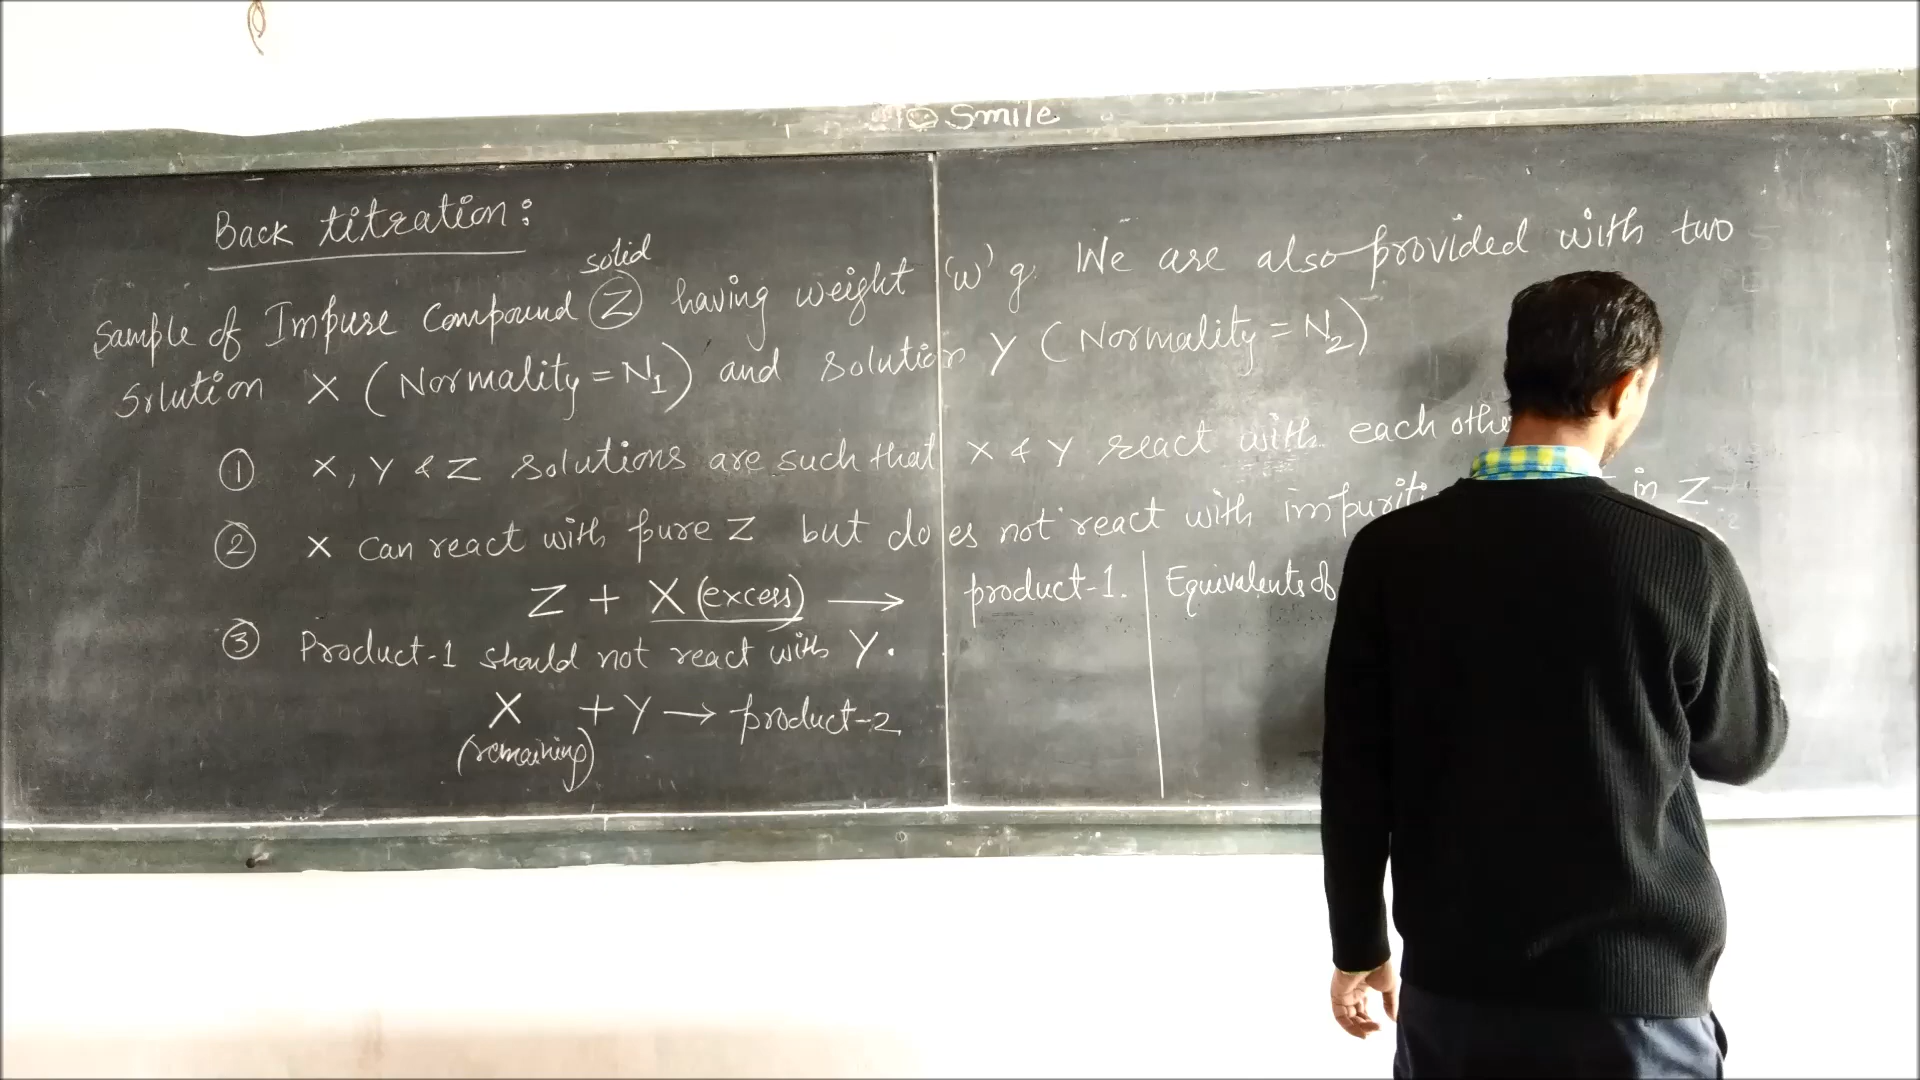 Smile
Back titration:
Sample of Impure Compound solid Z having weight 'w' g. We are also provided with two
Solution X (Normality = N₁) and solution Y (Normality = N₂)
① X, Y & Z solutions are such that X & Y react with each
② X can react with pure Z but does not react with in Z
Z + X (excess) → product-1. Equivalents of
③ Product-1 should not react with Y.
X (remaining) + Y → product-2